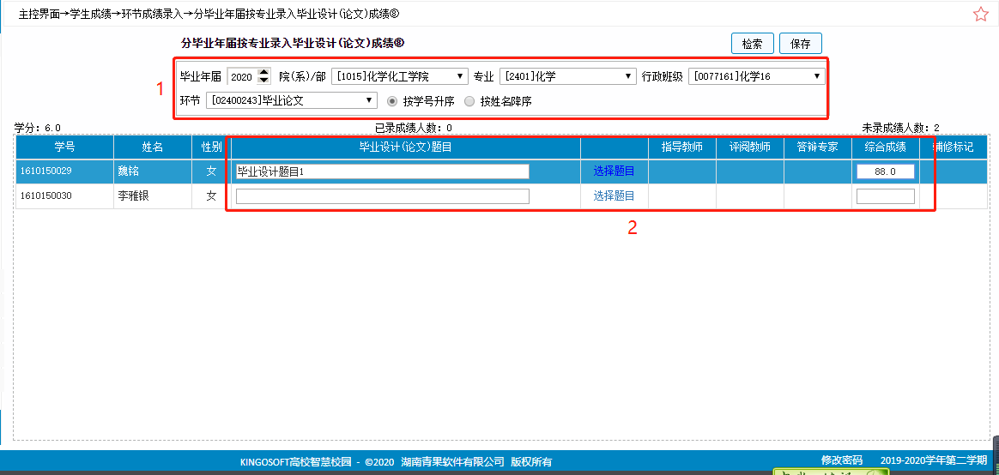 主控界面→学生成绩→环节成绩录入→分毕业年届按专业录入毕业设计(论文)成绩®
分毕业年届按专业录入毕业设计(论文)成绩® 检索 保存
1
毕业年届 2020 院(系)/部 [1015]化学化工学院 专业 [2401]化学 行政班级 [0077161]化学16
环节 [02400243]毕业论文 按学号升序 按姓名降序
学分：6.0 已录成绩人数：0 未录成绩人数：2
学号 姓名 性别 毕业设计(论文)题目 指导教师 评阅教师 答辩专家 综合成绩 辅修标记
1610150029 魏铭 女 毕业设计题目1 选择题目 88.0
1610150030 李雅银 女 选择题目
2
KINGOSOFT高校智慧校园 - ©2020 湖南青果软件有限公司 版权所有 修改密码 2019-2020学年第二学期